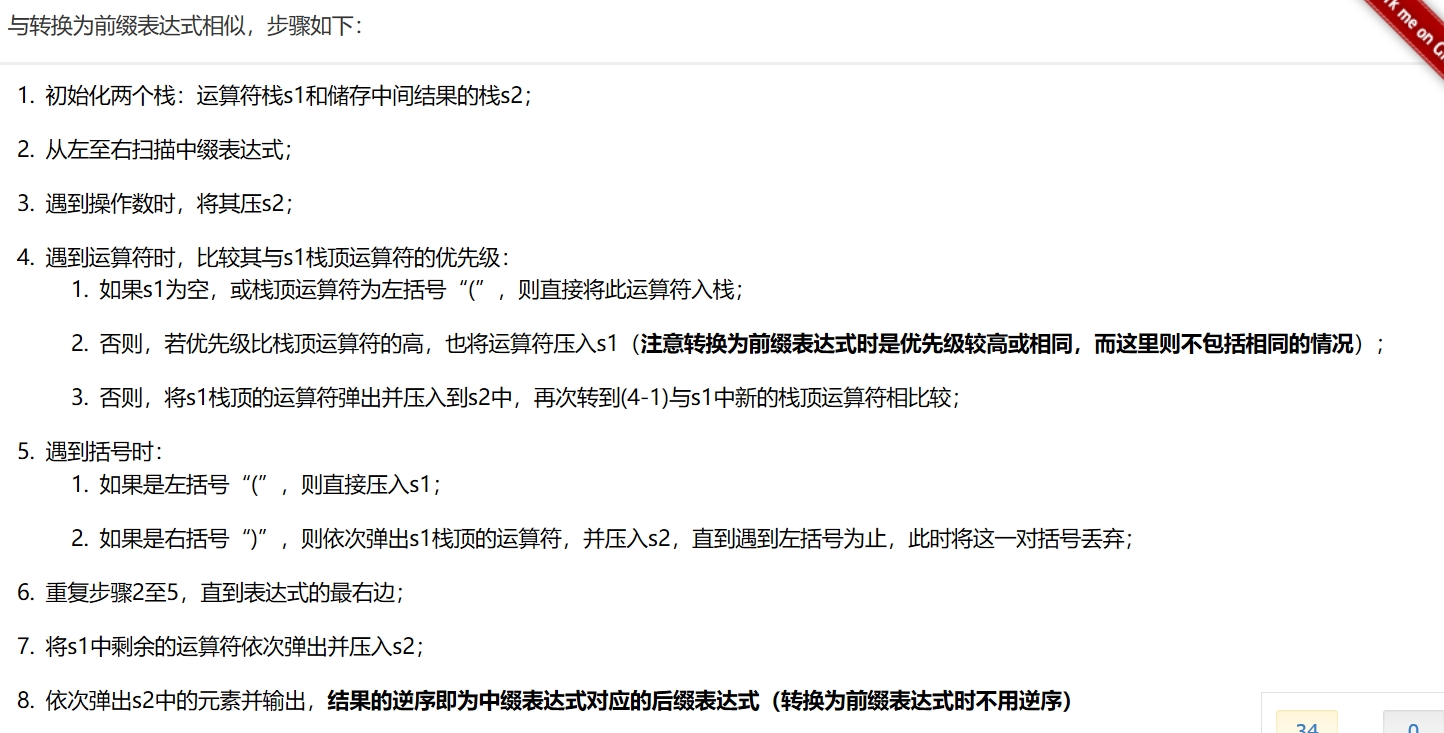 与转换为前缀表达式相似，步骤如下：
1. 初始化两个栈：运算符栈s1和储存中间结果的栈s2；
2. 从左至右扫描中缀表达式；
3. 遇到操作数时，将其压s2；
4. 遇到运算符时，比较其与s1栈顶运算符的优先级：
1. 如果s1为空，或栈顶运算符为左括号“(”，则直接将此运算符入栈；
2. 否则，若优先级比栈顶运算符的高，也将运算符压入s1（注意转换为前缀表达式时是优先级较高或相同，而这里则不包括相同的情况）；
3. 否则，将s1栈顶的运算符弹出并压入到s2中，再次转到(4-1)与s1中新的栈顶运算符相比较；
5. 遇到括号时：
1. 如果是左括号“(”，则直接压入s1；
2. 如果是右括号“)”，则依次弹出s1栈顶的运算符，并压入s2，直到遇到左括号为止，此时将这一对括号丢弃；
6. 重复步骤2至5，直到表达式的最右边；
7. 将s1中剩余的运算符依次弹出并压入s2；
8. 依次弹出s2中的元素并输出，结果的逆序即为中缀表达式对应的后缀表达式（转换为前缀表达式时不用逆序）
me on
34
0